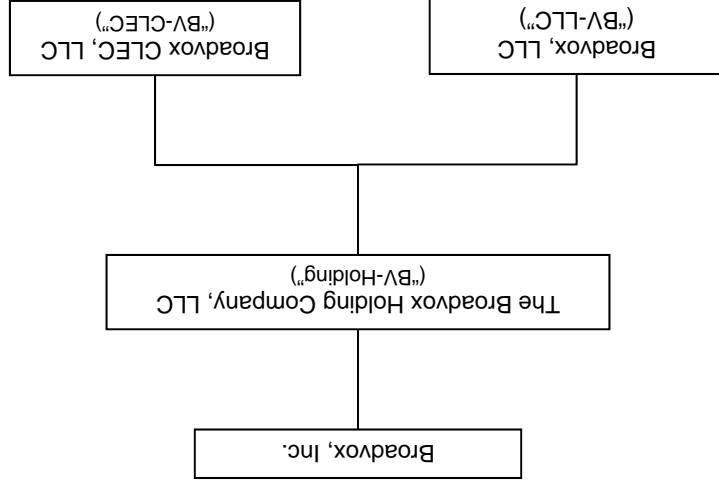 Broadvox, Inc.
The Broadvox Holding Company, LLC
(“BV-Holding”)
Broadvox, LLC
(“BV-LLC”)
Broadvox CLEC, LLC
(“BV-CLEC”)